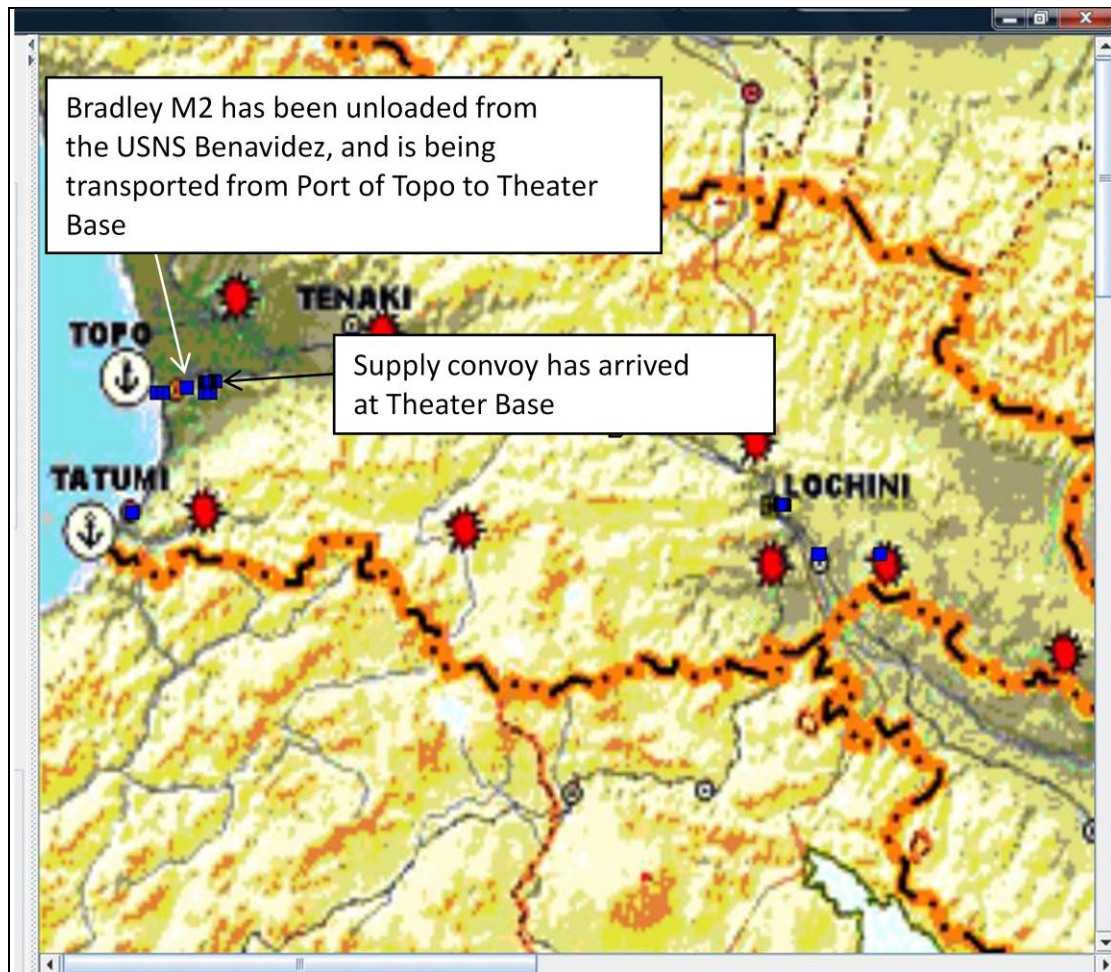 Bradley M2 has been unloaded from
the USNS Benavidez, and is being
transported from Port of Topo to Theater
Base
TENAKI
TOPO
Supply convoy has arrived
at Theater Base
TATUMI
LOCHINI